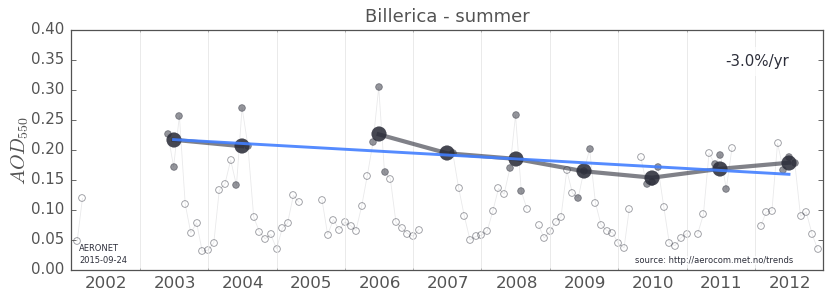 Billerica - summer
0.40
0.35
0.30
0.25
0.20
0.15
0.10
0.05
0.00
AOD550
-3.0%/yr
AERONET
2015-09-24
source: http://aerocom.met.no/trends
2002 2003 2004 2005 2006 2007 2008 2009 2010 2011 2012